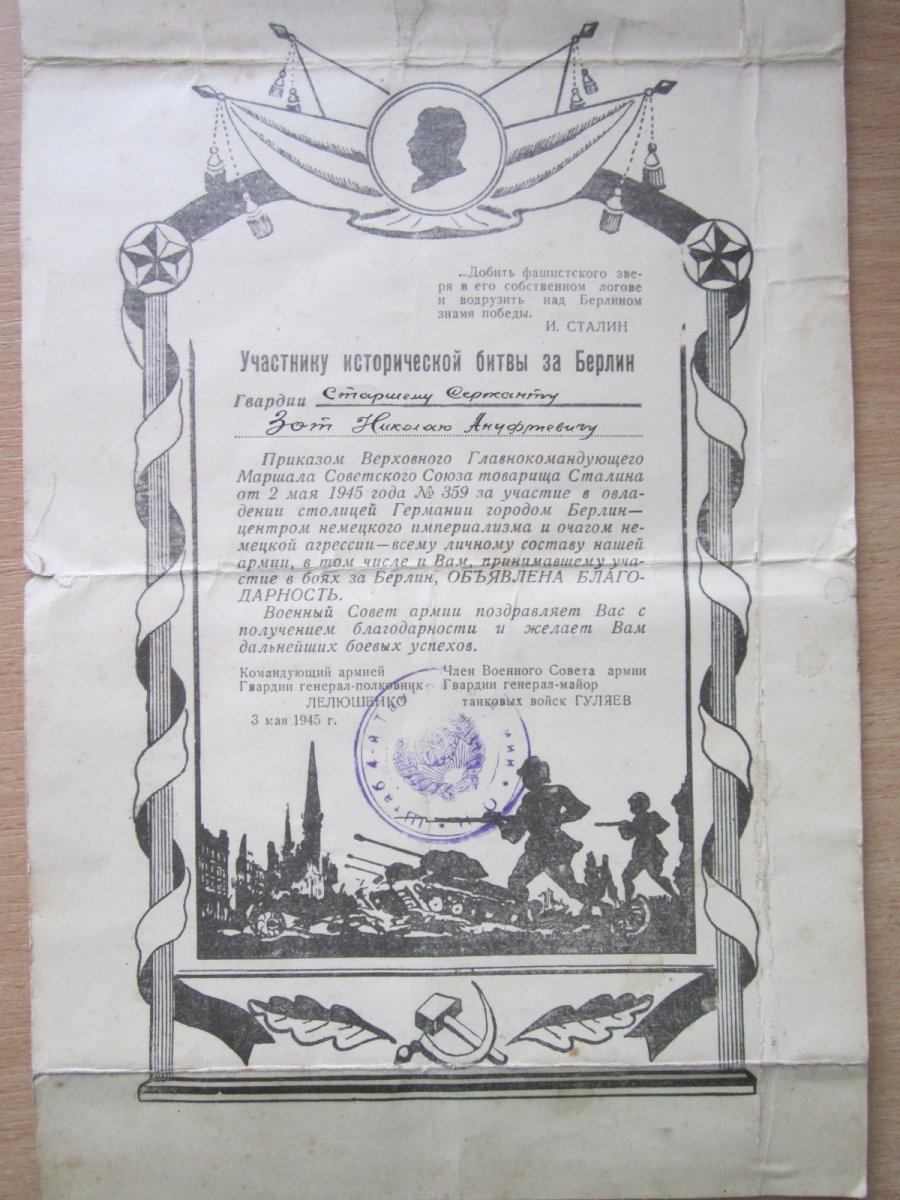 ...Добить фашистского зве-
ря в его собственном логове
и водрузить над Берлином
знамя победы.
И. СТАЛИН
Участнику исторической битвы за Берлин
Гвардии Старшему Сержанту
Зот Николаю Ануфриевичу
Приказом Верховного Главнокомандующего
Маршала Советского Союза товарища Сталина
от 2 мая 1945 года № 359 за участие в овла-
дении столицей Германии городом Берлин—
центром немецкого империализма и очагом не-
мецкой агрессии—всему личному составу нашей
армии, в том числе и Вам, принимавшему уча-
стие в боях за Берлин, ОБЪЯВЛЕНА БЛАГО-
ДАРНОСТЬ.
Военный Совет армии поздравляет Вас с
получением благодарности и желает Вам
дальнейших боевых успехов.
Командующий армией
Гвардии генерал-полковник
ЛЕЛЮШЕНКО
3 мая 1945 г.
Член Военного Совета армии
Гвардии генерал-майор
танковых войск ГУЛЯЕВ
Штаб 4-й